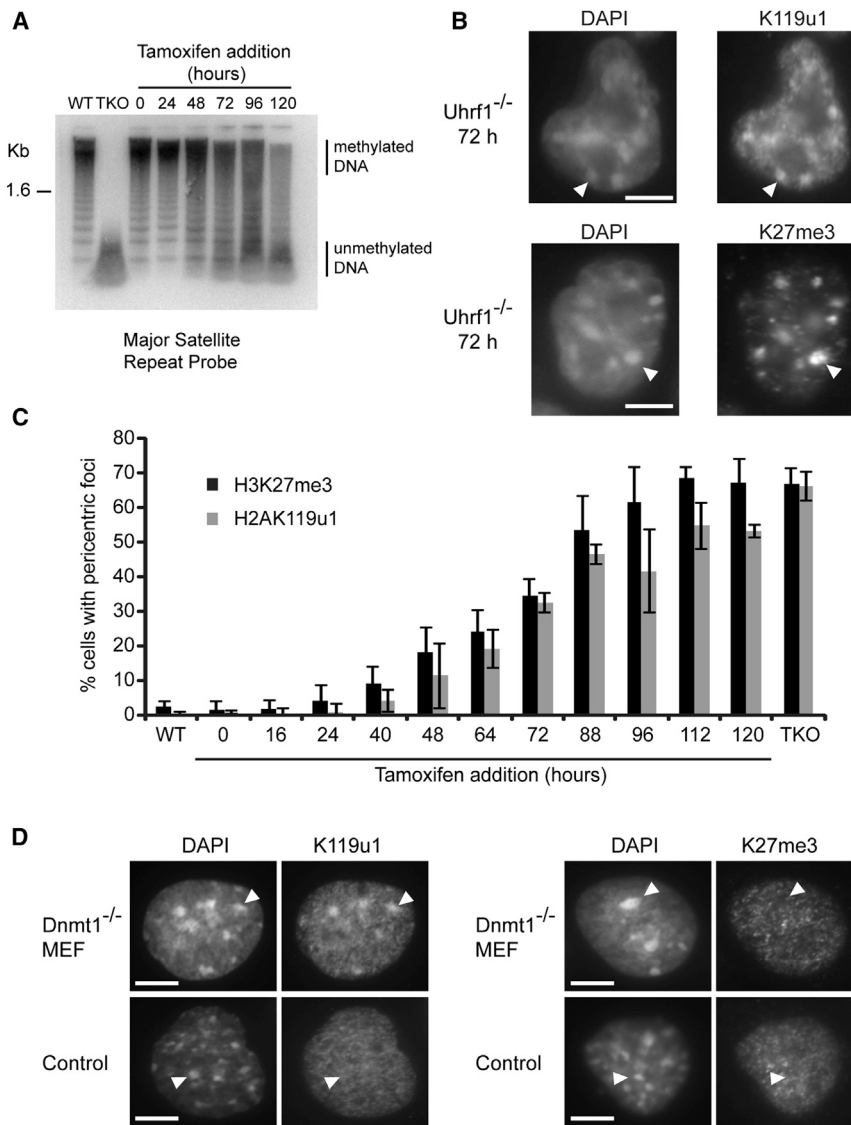 A
Tamoxifen addition
(hours)
WT TKO 0 24 48 72 96 120
Kb
1.6
methylated
DNA
unmethylated
DNA
Major Satellite
Repeat Probe
B
DAPI K119u1
Uhrf1-/-
72 h
DAPI K27me3
Uhrf1-/-
72 h
C
% cells with pericentric foci
80
70
60
50
40
30
20
10
0
H3K27me3
H2AK119u1
WT 0 16 24 40 48 64 72 88 96 112 120 TKO
Tamoxifen addition (hours)
D
DAPI K119u1 DAPI K27me3
Dnmt1-/- Dnmt1-/-
MEF MEF
Control Control